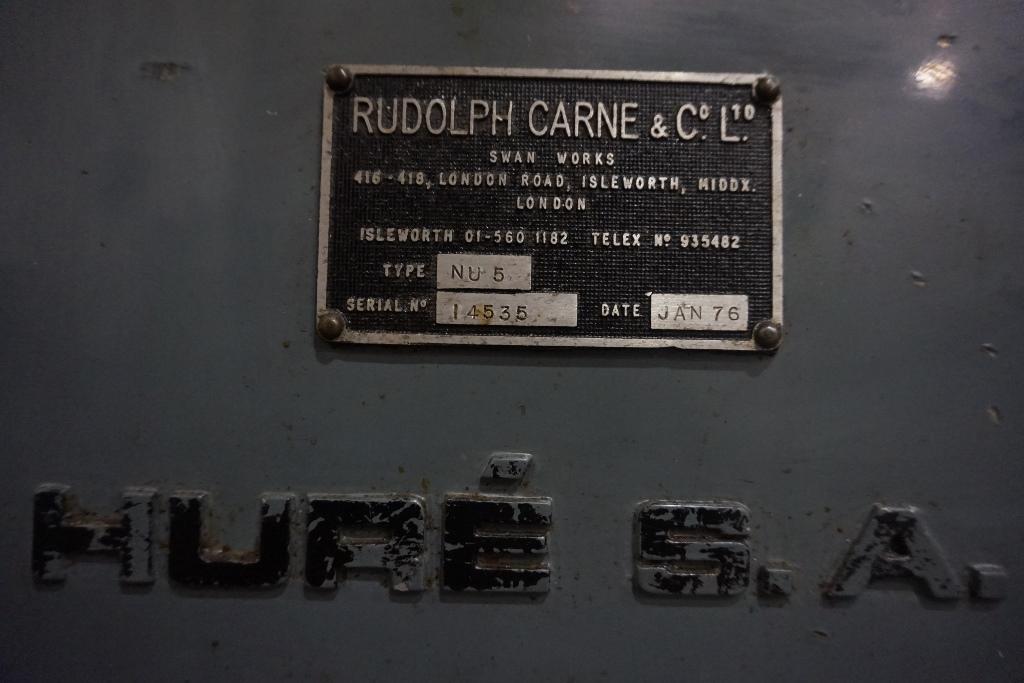 RUDOLPH CARNE & Cº. Lᵀᴰ.
SWAN WORKS
416-418, LONDON ROAD, ISLEWORTH, MIDDX.
LONDON
ISLEWORTH 01-560 1182 TELEX Nº 935482
TYPE NU 5
SERIAL.Nº 14535 DATE JAN 76
HURÉ S.A.